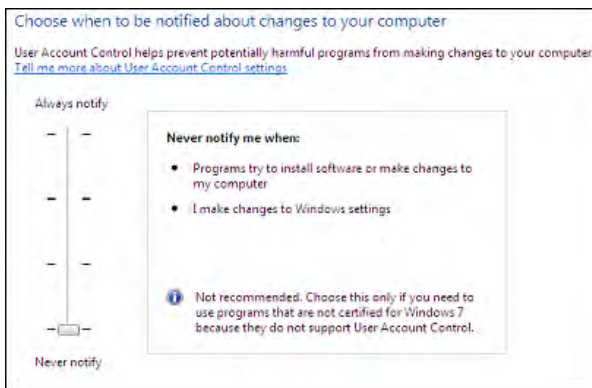 Choose when to be notified about changes to your computer
User Account Control helps prevent potentially harmful programs from making changes to your computer
Tell me more about User Account Control settings
Always notify
Never notify me when:
• Programs try to install software or make changes to
my computer
• I make changes to Windows settings
Not recommended. Choose this only if you need to
use programs that are not certified for Windows 7
because they do not support User Account Control.
Never notify